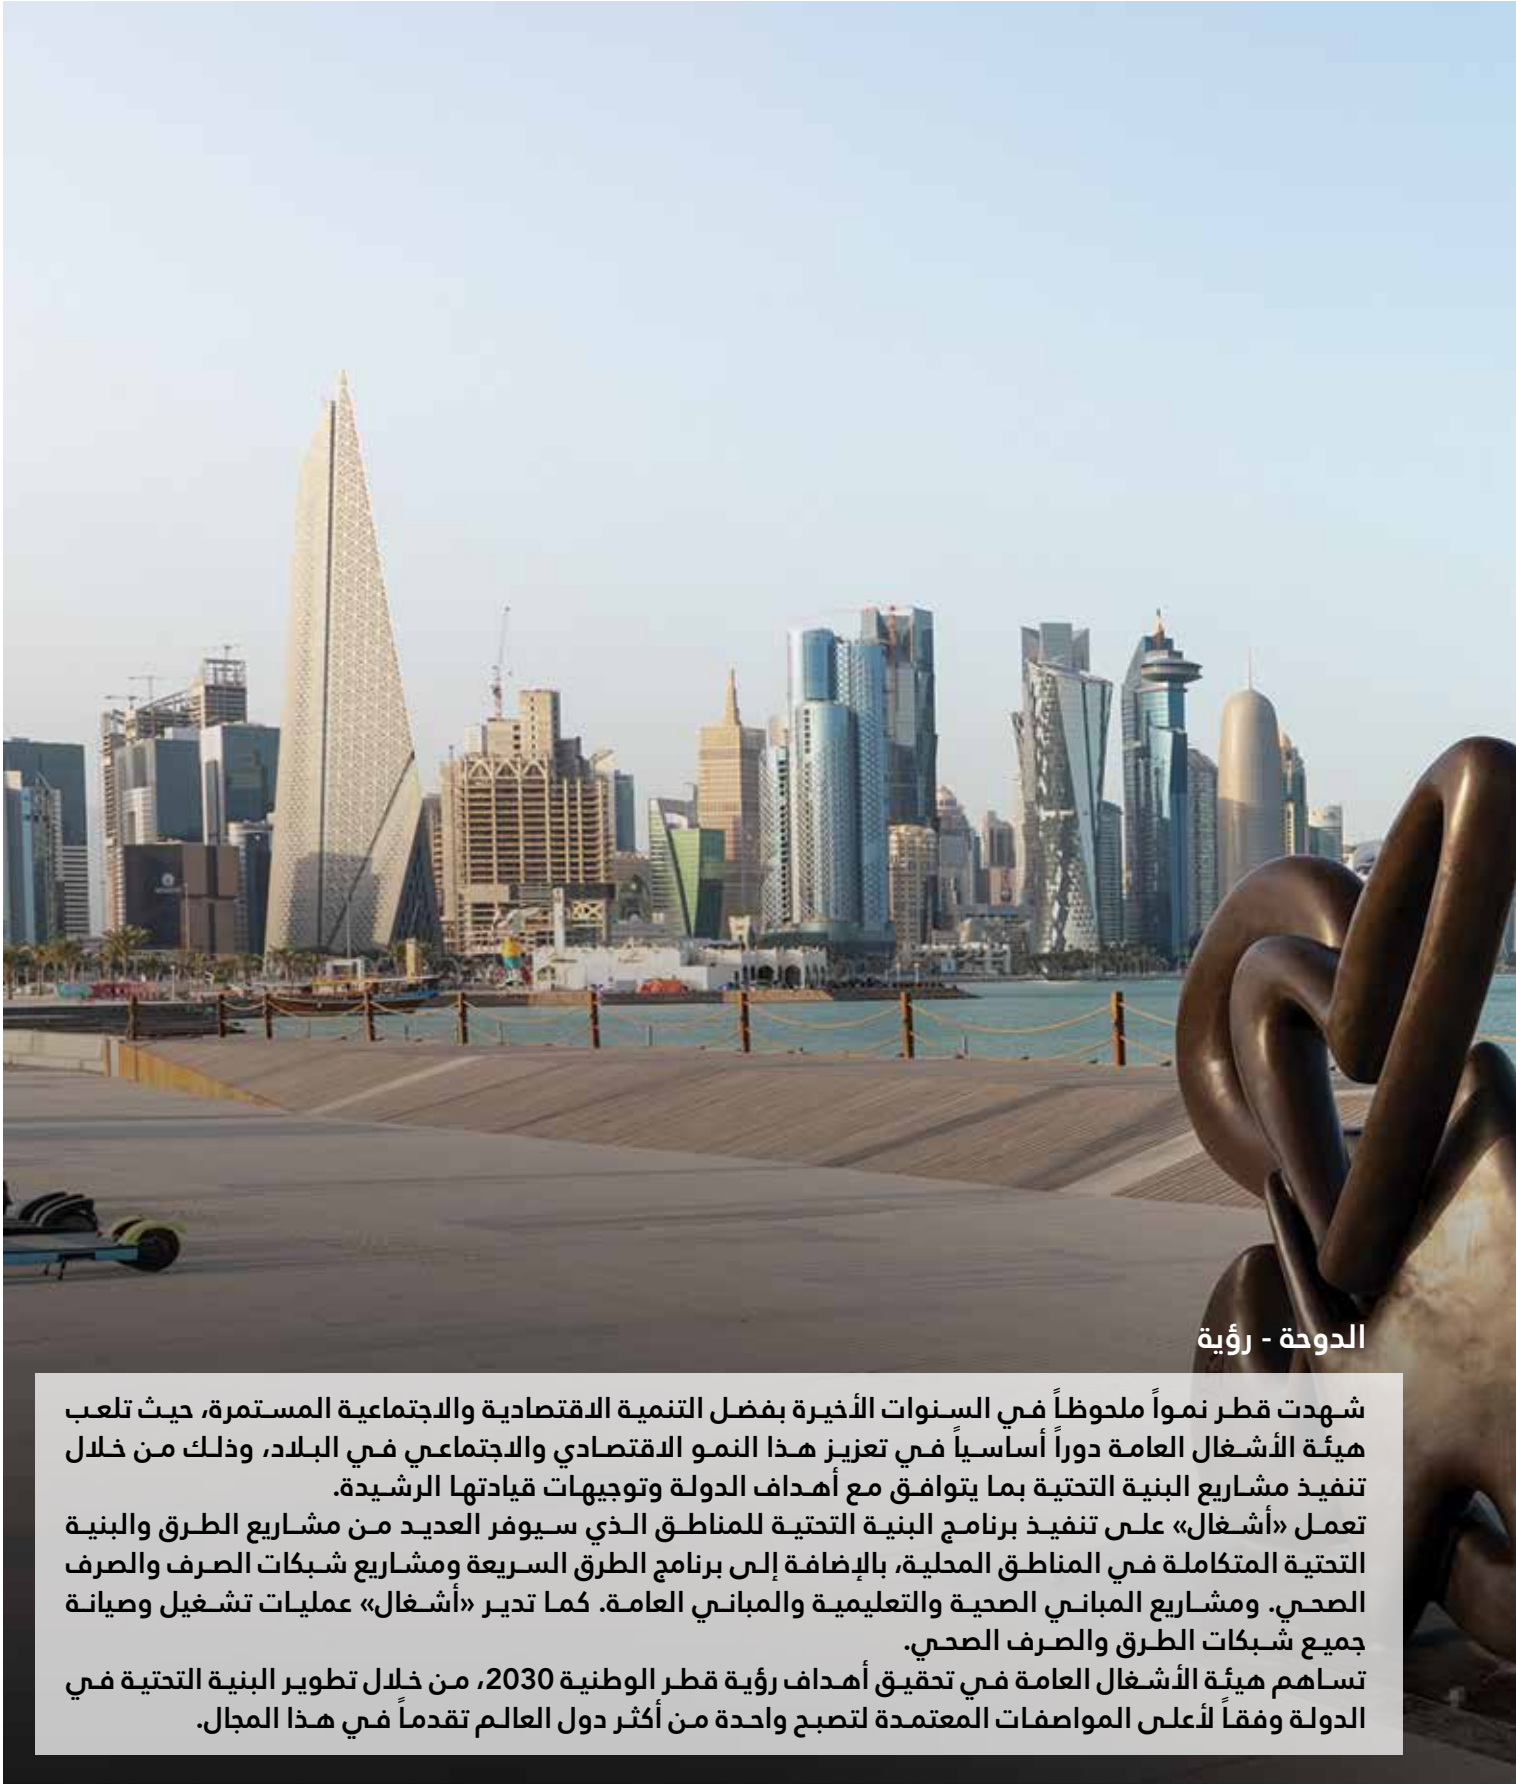 الدوحة - رؤية
شهدت قطر نمواً ملحوظاً في السنوات الأخيرة بفضل التنمية الاقتصادية والاجتماعية المستمرة، حيث تلعب
هيئة الأشغال العامة دوراً أساسياً في تعزيز هذا النمو الاقتصادي والاجتماعي في البلاد، وذلك من خلال
تنفيذ مشاريع البنية التحتية بما يتوافق مع أهداف الدولة وتوجيهات قيادتها الرشيدة.
تعمل «أشغال» على تنفيذ برنامج البنية التحتية للمناطق الذي سيوفر العديد من مشاريع الطرق والبنية
التحتية المتكاملة في المناطق المحلية، بالإضافة إلى برنامج الطرق السريعة ومشاريع شبكات الصرف والصرف
الصحي. ومشاريع المباني الصحية والتعليمية والمباني العامة. كما تدير «أشغال» عمليات تشغيل وصيانة
جميع شبكات الطرق والصرف الصحي.
تساهم هيئة الأشغال العامة في تحقيق أهداف رؤية قطر الوطنية 2030، من خلال تطوير البنية التحتية في
الدولة وفقاً لأعلى المواصفات المعتمدة لتصبح واحدة من أكثر دول العالم تقدماً في هذا المجال.